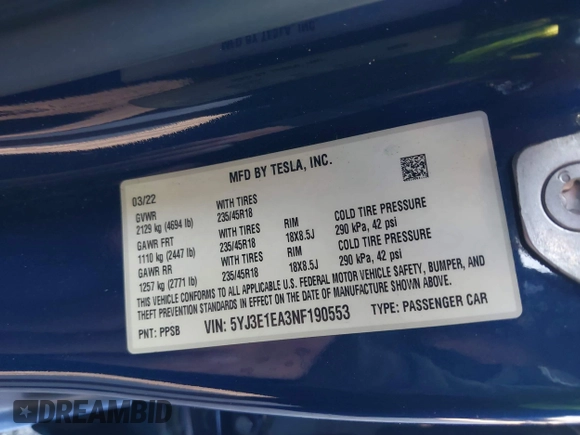 MFD BY TESLA, INC.
03/22
GVWR WITH TIRES
2129 kg (4694 lb) 235/45R18 RIM COLD TIRE PRESSURE
GAWR FRT WITH TIRES 18X8.5J 290 kPa, 42 psi
1110 kg (2447 lb) 235/45R18 RIM COLD TIRE PRESSURE
GAWR RR WITH TIRES 18X8.5J 290 kPa, 42 psi
1257 kg (2771 lb) 235/45R18
THIS VEHICLE CONFORMS TO ALL APPLICABLE U.S. FEDERAL MOTOR VEHICLE SAFETY, BUMPER, AND
THEFT PREVENTION STANDARDS IN EFFECT ON THE DATE OF MANUFACTURE SHOWN ABOVE.
PNT: PPSB VIN: 5YJ3E1EA3NF190553 TYPE: PASSENGER CAR
DREAMBID